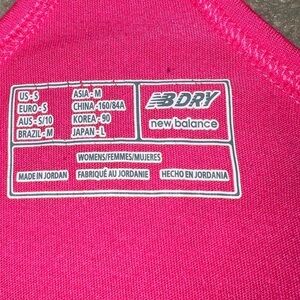 US-S ASIA-M
EURO-S CHINA-160/84A
AUS-S/10 KOREA-90
BRAZIL-M JAPAN-L
NB DRY
new balance
WOMENS/FEMMES/MUJERES
MADE IN JORDAN FABRIQUÉ AU JORDANIE HECHO EN JORDANIA